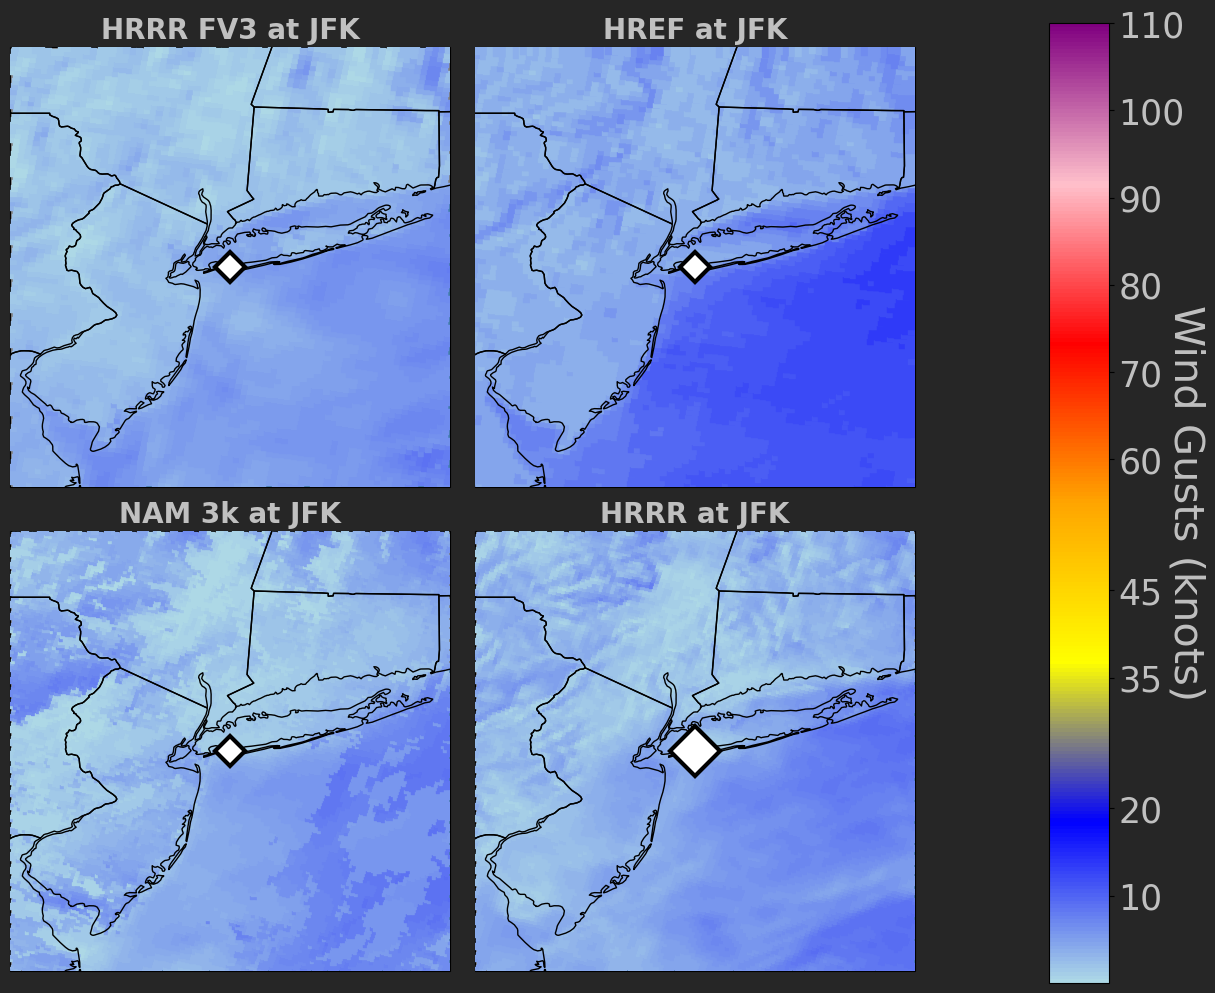 HRRR FV3 at JFK
HREF at JFK
NAM 3k at JFK
HRRR at JFK
110
100
90
80
70
60
45
35
20
10
Wind Gusts (knots)